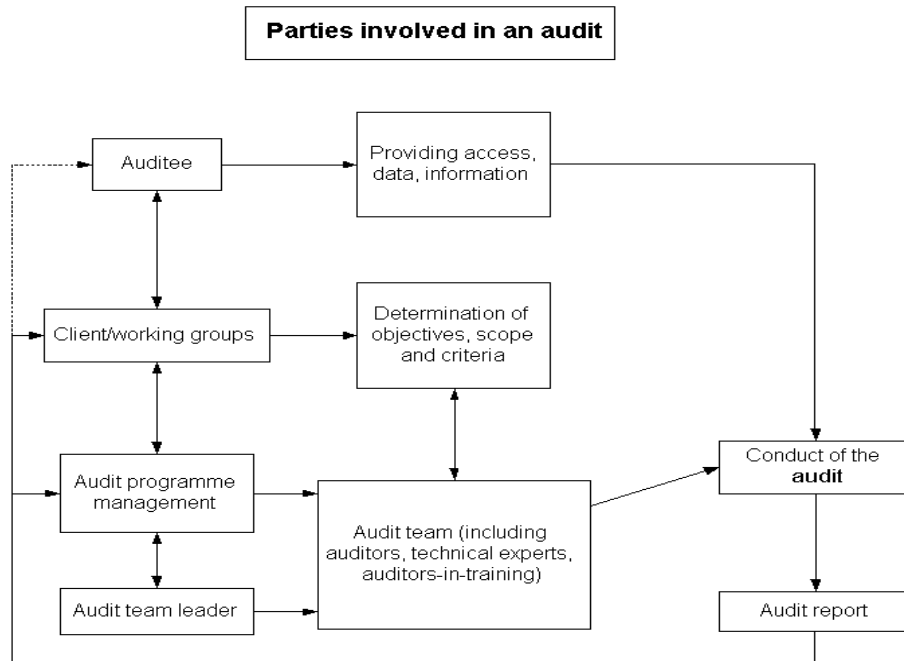 Parties involved in an audit
Auditee
Providing access,
data, information
Client/working groups
Determination of
objectives, scope
and criteria
Audit programme
management
Audit team (including
auditors, technical experts,
auditors-in-training)
Conduct of the
audit
Audit team leader
Audit report